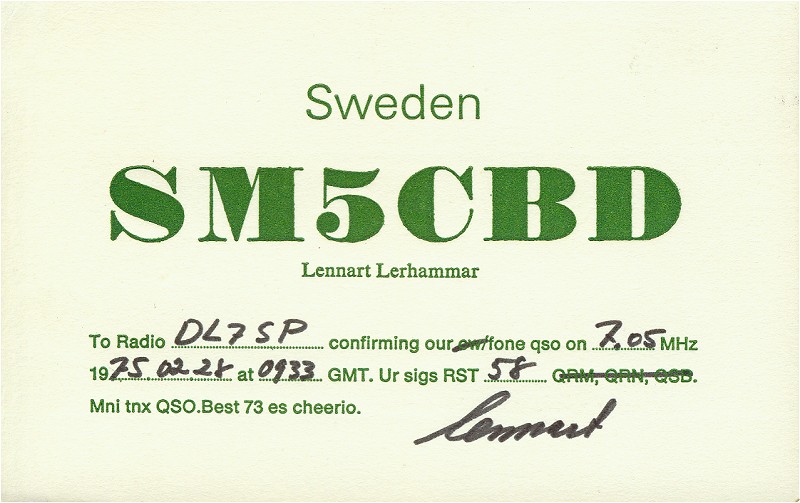 Sweden
SM5CBD
Lennart Lerhammar
To Radio DL7SP confirming our cw/fone qso on 7.05 MHz
1975.02.28 at 0933 GMT. Ur sigs RST 58 QRM, QRN, QSB.
Mni tnx QSO.Best 73 es cheerio.
Lennart